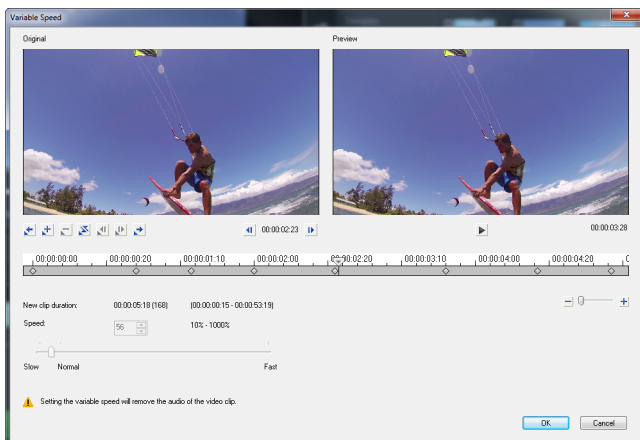 Variable Speed
Original Preview
00:00:02:23 00:00:03:28
00:00:00:00 00:00:00:20 00:00:01:10 00:00:02:00 00:00:02:20 00:00:03:10 00:00:04:00 00:00:04:20
New clip duration: 00:00:05:18 (168) (00:00:00:15 - 00:00:53:19)
Speed: 56 10% - 1000%
Slow Normal Fast
Setting the variable speed will remove the audio of the video clip.
OK Cancel